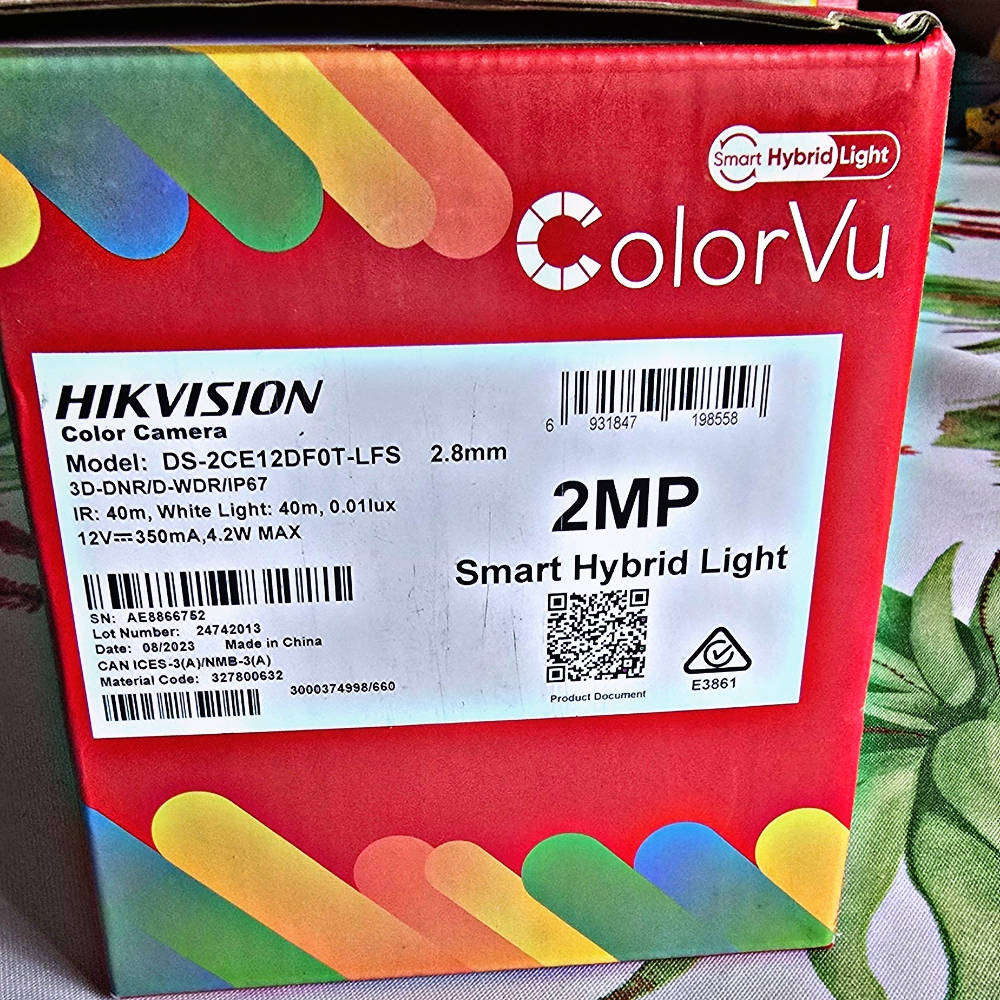 Smart Hybrid Light
ColorVu
HIKVISION
Color Camera
Model: DS-2CE12DF0T-LFS 2.8mm
3D-DNR/D-WDR/IP67
IR: 40m, White Light: 40m, 0.01lux
12V⎓350mA,4.2W MAX
6 931847 198558
2MP
Smart Hybrid Light
SN: AE8866752
Lot Number: 24742013
Date: 08/2023 Made in China
CAN ICES-3(A)/NMB-3(A)
Material Code: 327800632
3000374998/660
Product Document
E3861